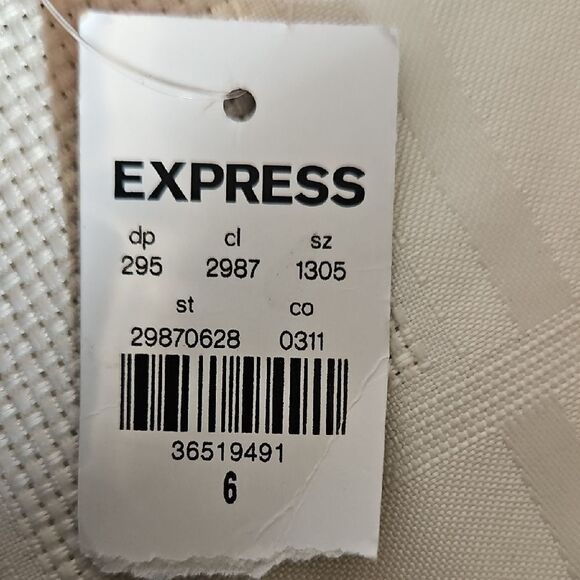 EXPRESS
dp cl sz
295 2987 1305
st co
29870628 0311
36519491
6